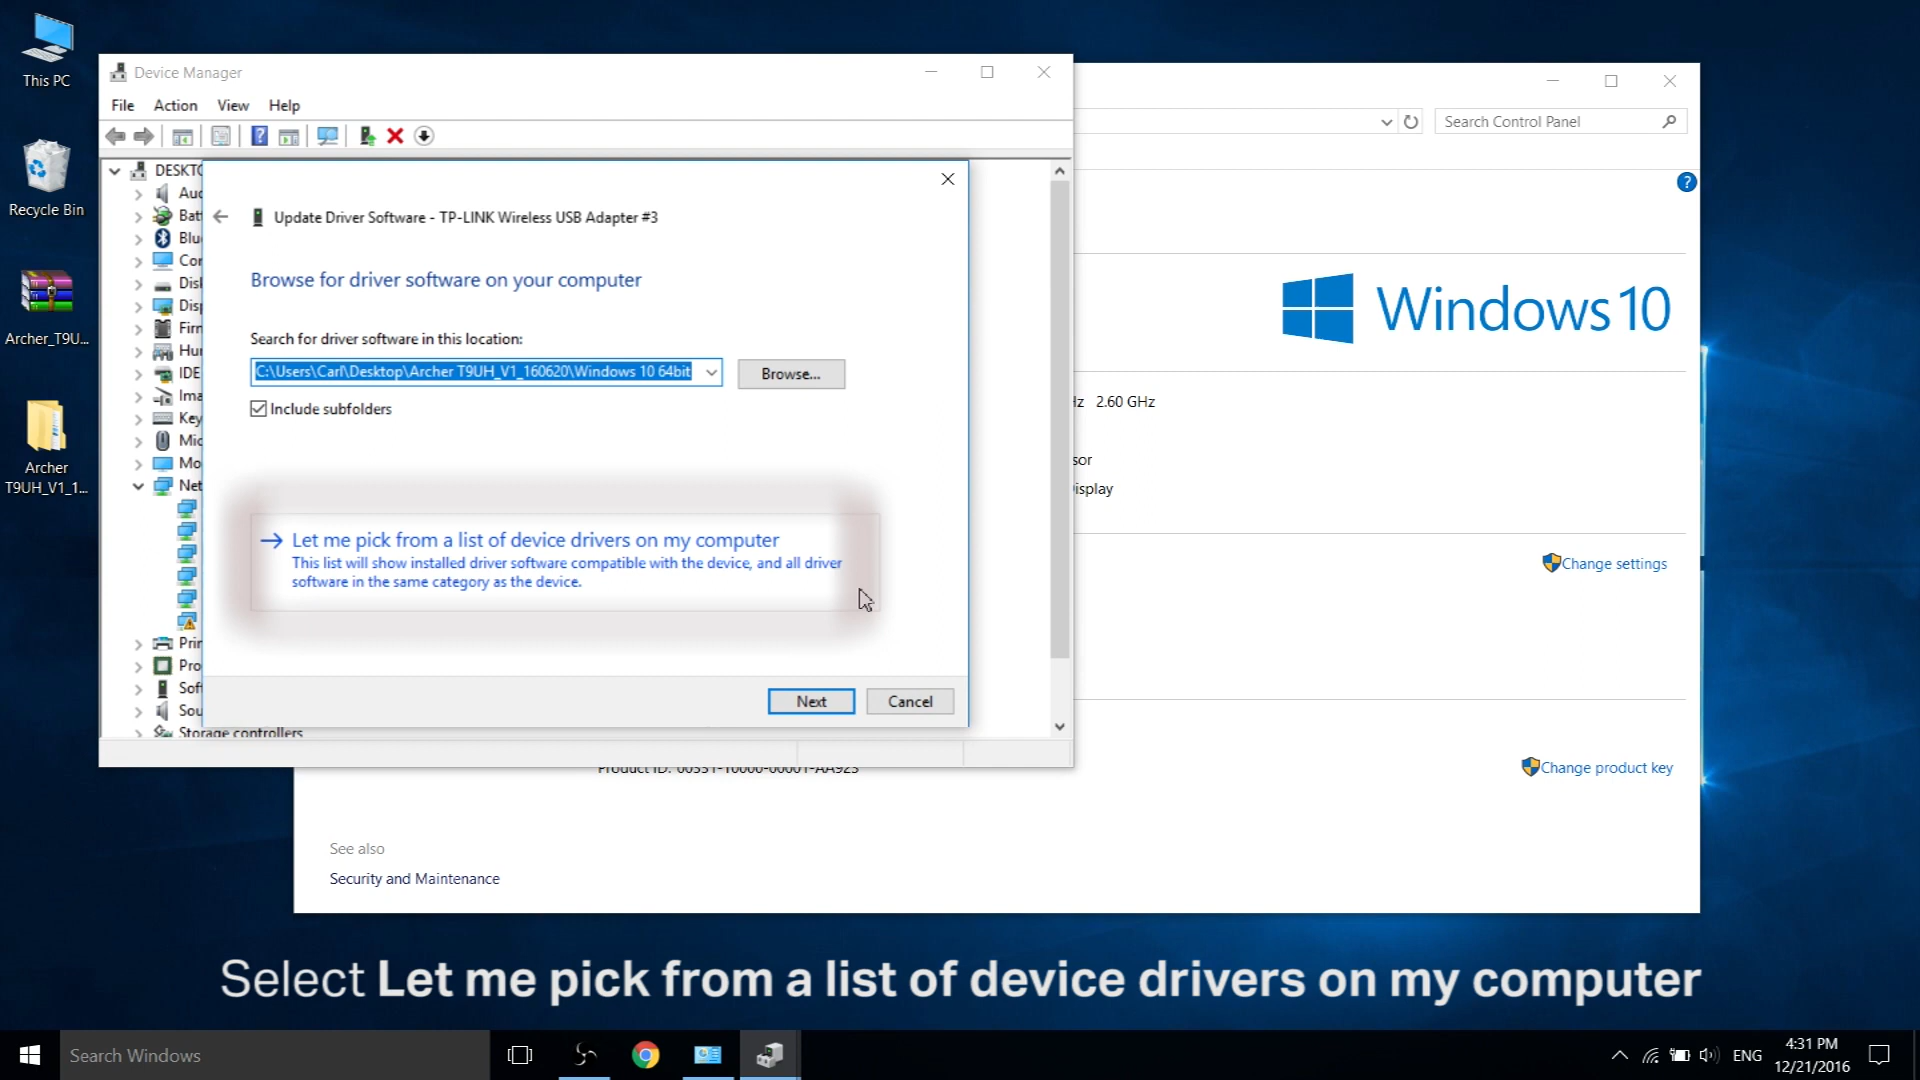 This PC
Recycle Bin
Archer_T9U...
Archer
T9UH_V1_1...
Device Manager
File Action View Help
DESKTO
Auc
Bat
Blu
Cor
Disl
Disp
Firn
Hur
IDE
Ima
Key
Mic
Mo
Net
Prir
Pro
Soft
Sou
Storage controllers
Update Driver Software - TP-LINK Wireless USB Adapter #3
Browse for driver software on your computer
Search for driver software in this location:
C:\Users\Carl\Desktop\Archer T9UH_V1_160620\Windows 10 64bit
Browse...
Include subfolders
Let me pick from a list of device drivers on my computer
This list will show installed driver software compatible with the device, and all driver
software in the same category as the device.
Next Cancel
Search Control Panel
Windows 10
Hz 2.60 GHz
sor
isplay
Change settings
Product ID: 00331-10000-00001-AA923
Change product key
See also
Security and Maintenance
Select Let me pick from a list of device drivers on my computer
Search Windows
ENG
4:31 PM
12/21/2016